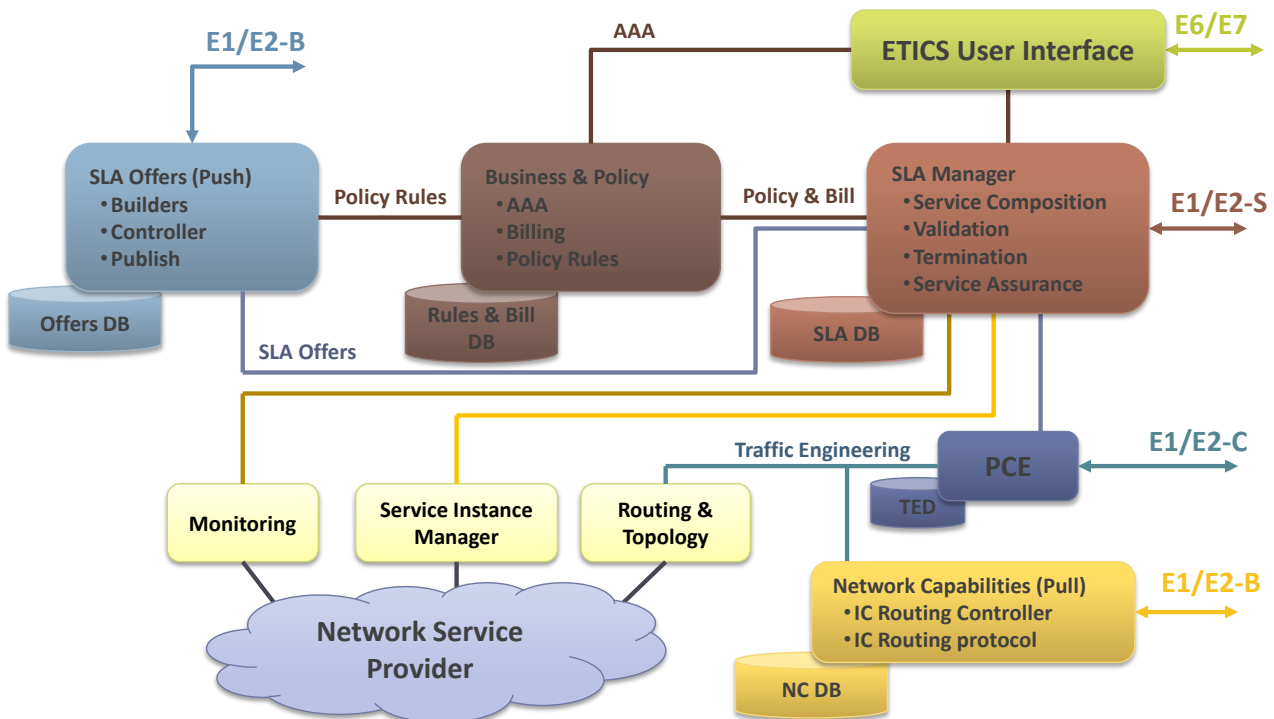 E1/E2-B
AAA
ETICS User Interface
E6/E7
SLA Offers (Push)
•Builders
•Controller
•Publish
Policy Rules
Business & Policy
•AAA
•Billing
•Policy Rules
Policy & Bill
SLA Manager
•Service Composition
•Validation
•Termination
•Service Assurance
E1/E2-S
Offers DB
Rules & Bill
DB
SLA DB
SLA Offers
Traffic Engineering
PCE
E1/E2-C
TED
Monitoring
Service Instance
Manager
Routing &
Topology
Network Capabilities (Pull)
•IC Routing Controller
•IC Routing protocol
E1/E2-B
NC DB
Network Service
Provider